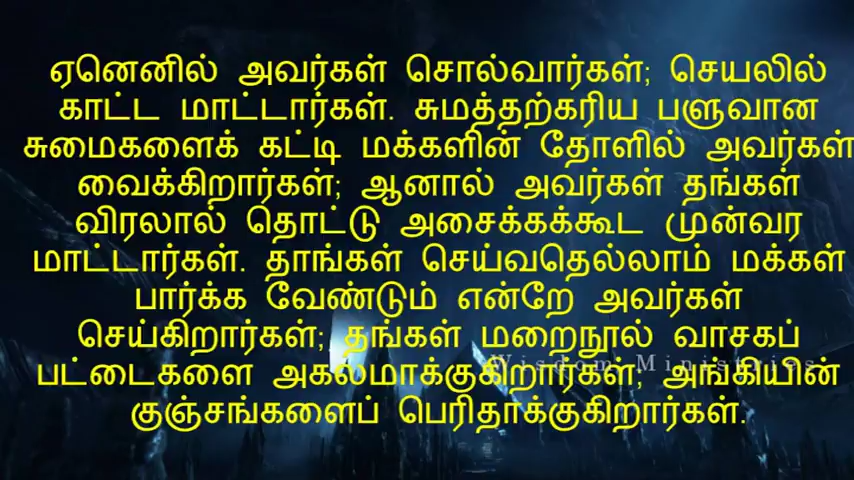 ஏனெனில் அவர்கள் சொல்வார்கள்; செயலில்
காட்ட மாட்டார்கள். சுமத்தற்கரிய பளுவான
சுமைகளைக் கட்டி மக்களின் தோளில் அவர்கள்
வைக்கிறார்கள்; ஆனால் அவர்கள் தங்கள்
விரலால் தொட்டு அசைக்கக்கூட முன்வர
மாட்டார்கள். தாங்கள் செய்வதெல்லாம் மக்கள்
பார்க்க வேண்டும் என்றே அவர்கள்
செய்கிறார்கள்; தங்கள் மறைநூல் வாசகப்
Wisdom Ministries
பட்டைகளை அகலமாக்குகிறார்கள்; அங்கியின்
குஞ்சங்களைப் பெரிதாக்குகிறார்கள்.